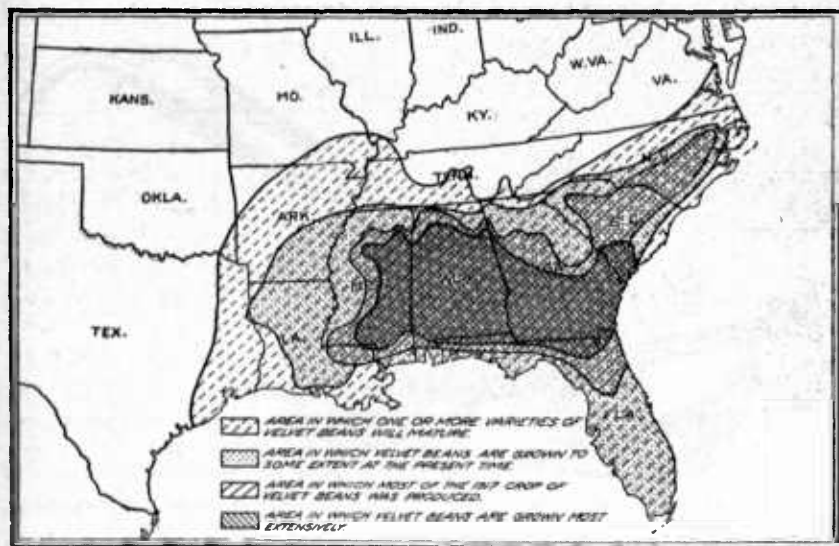 ILL.
IND.
W.VA.
VA.
KANS.
MO.
KY.
N.C.
TENN.
OKLA.
ARK.
S.C.
ALA.
TEX.
LA.
FLA.
AREA IN WHICH ONE OR MORE VARIETIES OF
VELVET BEANS WILL MATURE.
AREA IN WHICH VELVET BEANS ARE GROWN TO
SOME EXTENT AT THE PRESENT TIME.
AREA IN WHICH MOST OF THE 1917 CROP OF
VELVET BEANS WAS PRODUCED.
AREA IN WHICH VELVET BEANS ARE GROWN MOST
EXTENSIVELY.